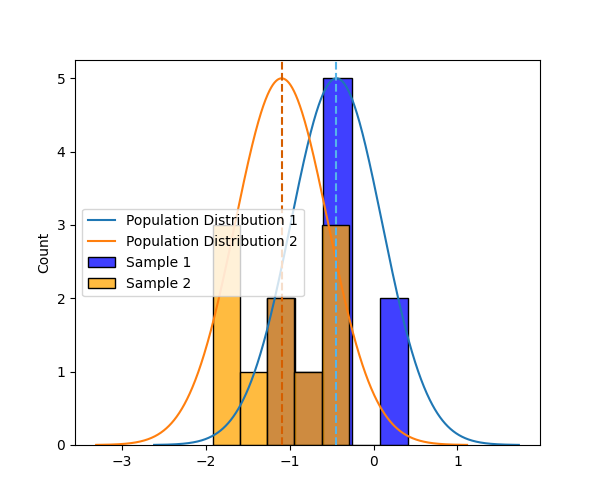 5
4
3
2
1
0
Count
Population Distribution 1
Population Distribution 2
Sample 1
Sample 2
−3
−2
−1
0
1